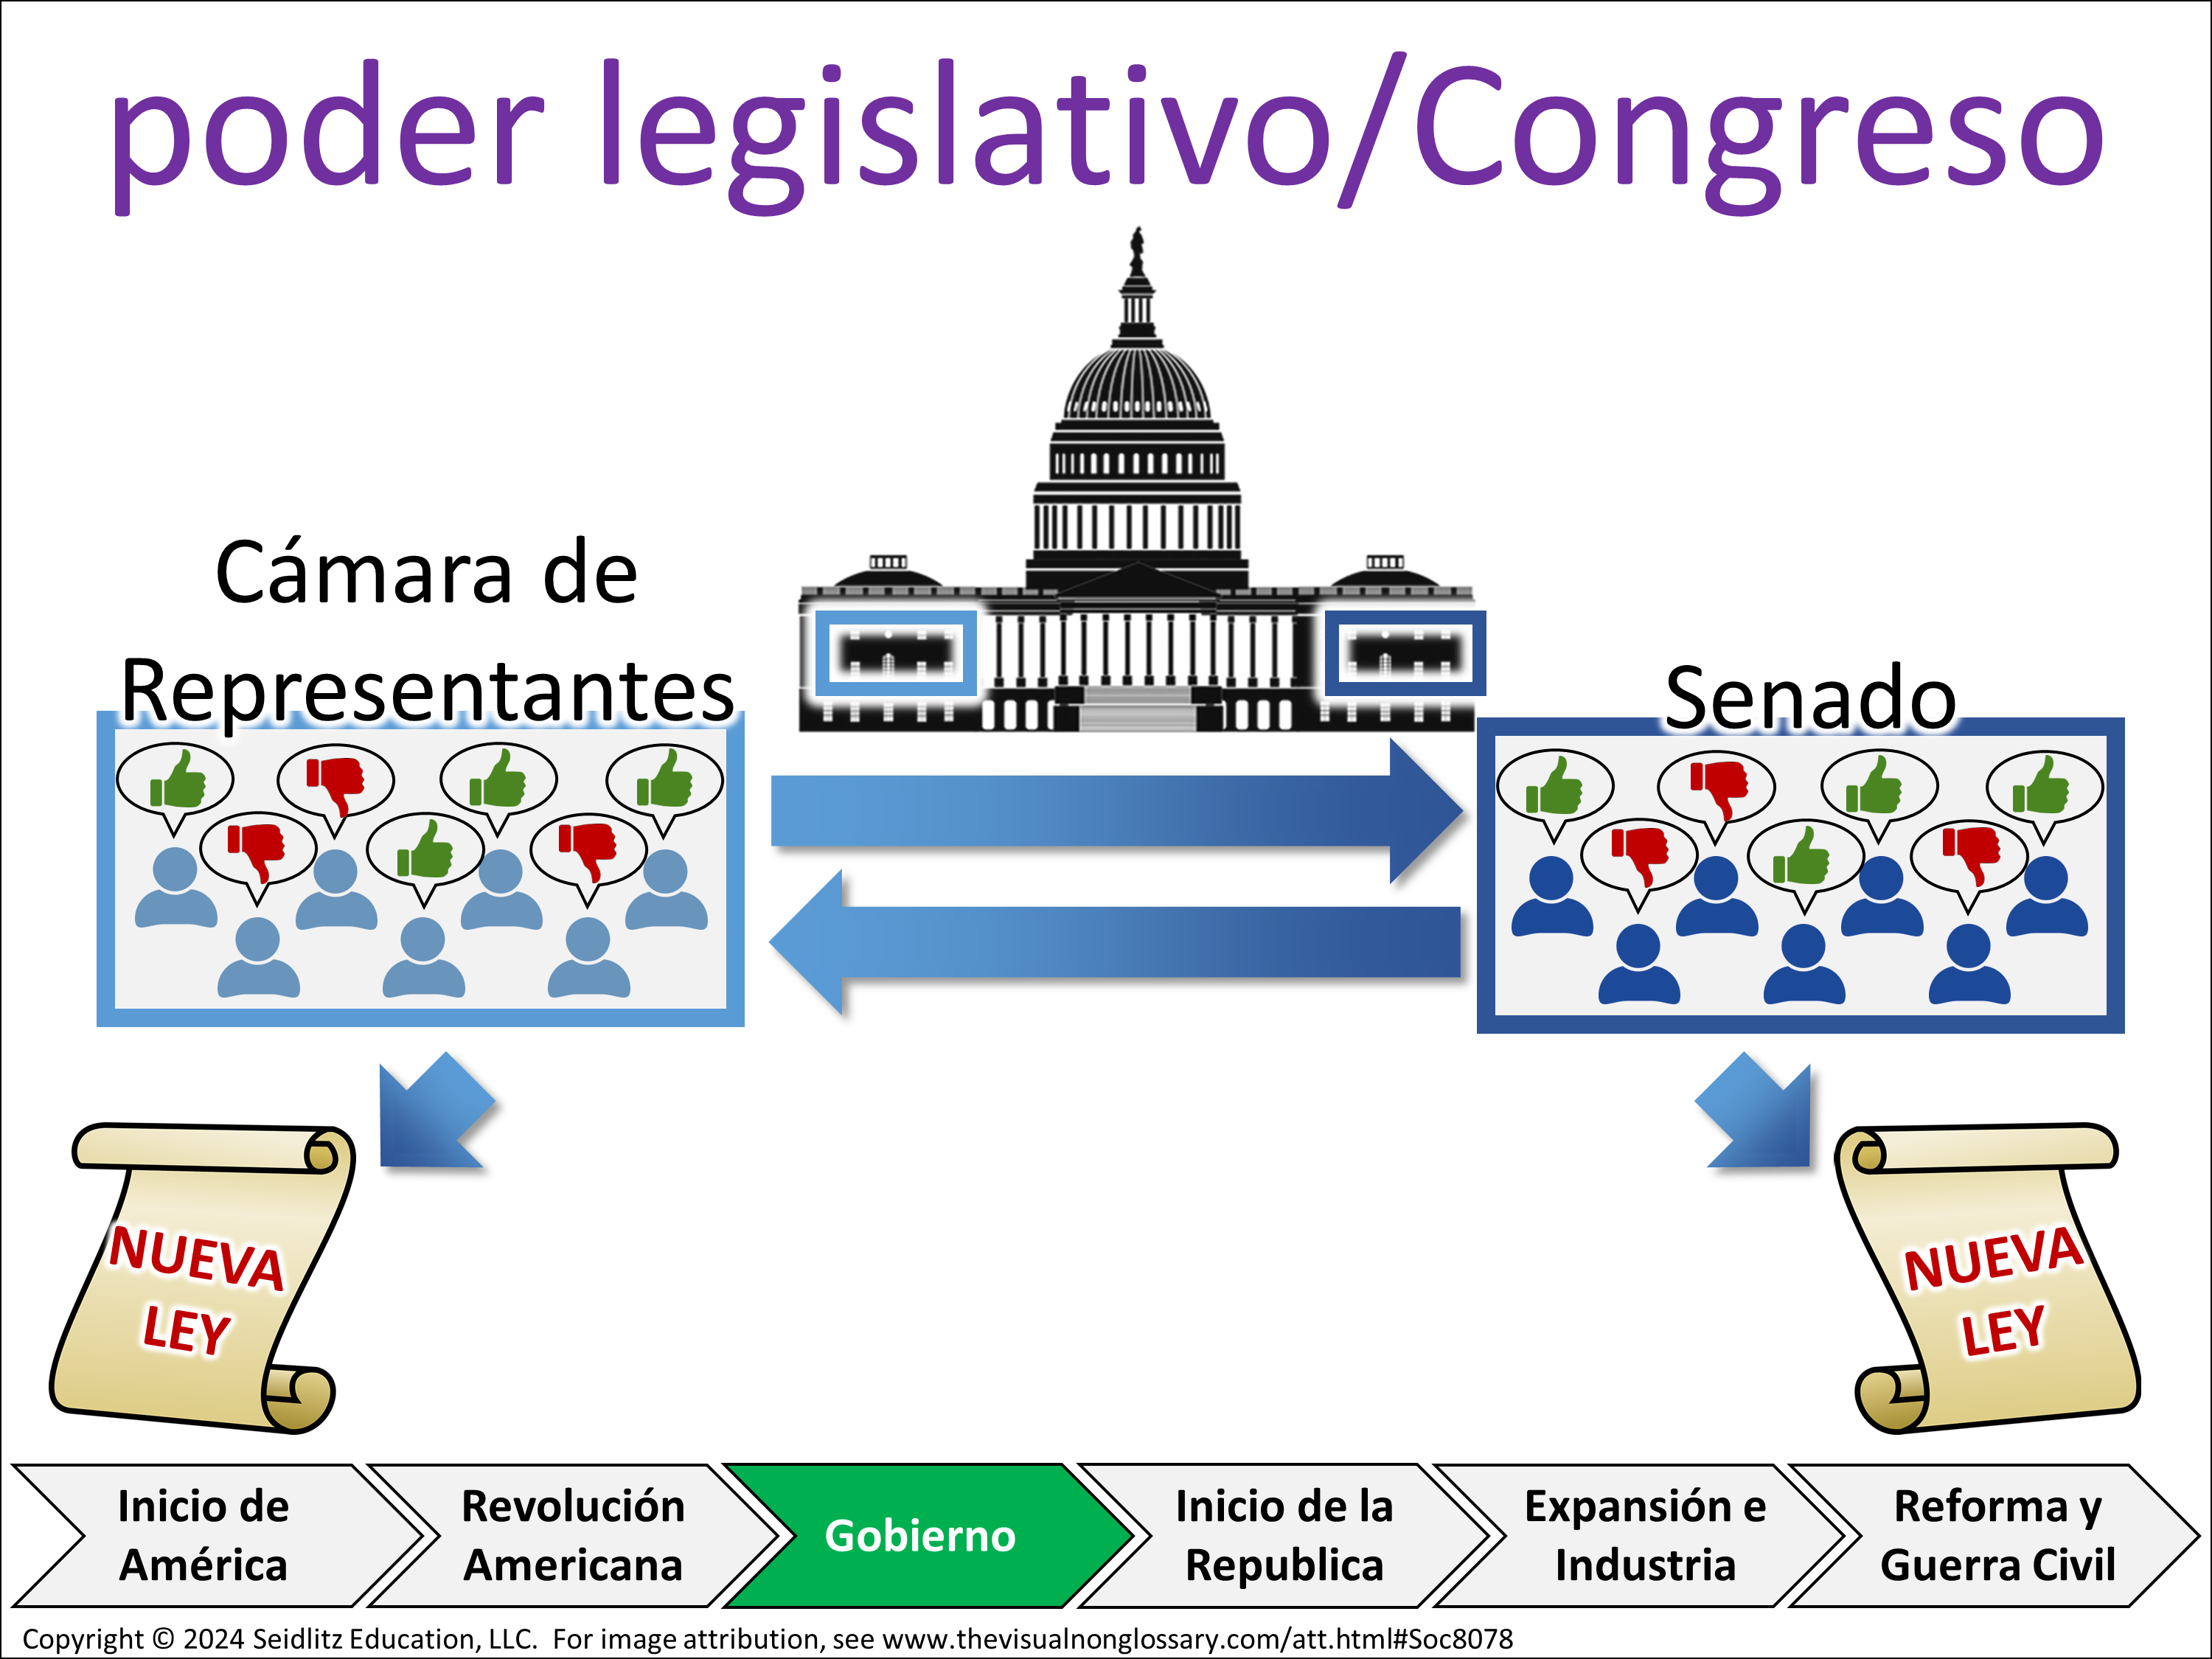 poder legislativo/Congreso
Cámara de
Representantes
Senado
NUEVA
LEY
NUEVA
LEY
Inicio de
América
Revolución
Americana
Gobierno
Inicio de la
Republica
Expansión e
Industria
Reforma y
Guerra Civil
Copyright © 2024 Seidlitz Education, LLC.  For image attribution, see www.thevisualnonglossary.com/att.html#Soc8078